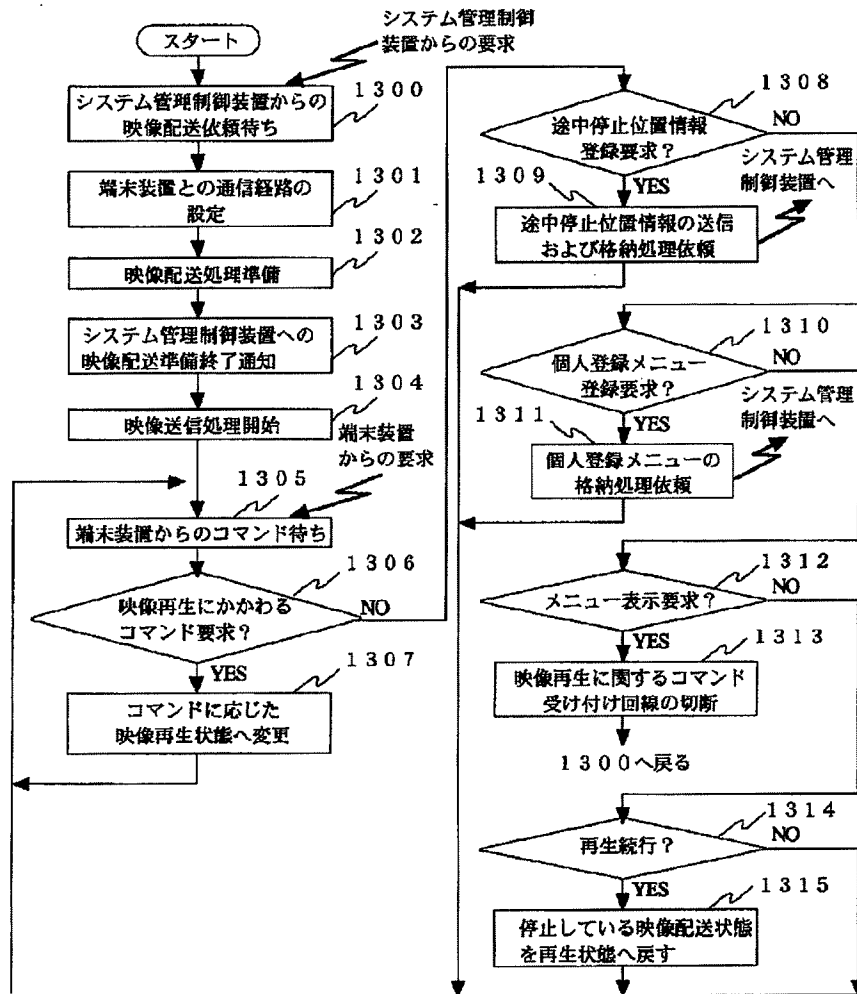 スタート
システム管理制御
装置からの要求
1300
システム管理制御装置からの
映像配送依頼待ち
1301
端末装置との通信経路の
設定
1302
映像配送処理準備
1303
システム管理制御装置への
映像配送準備終了通知
1304
映像送信処理開始
端末装置
からの要求
1305
端末装置からのコマンド待ち
1306
映像再生にかかわる
コマンド要求?
NO
YES
1307
コマンドに応じた
映像再生状態へ変更
1308
途中停止位置情報
登録要求?
NO
YES
システム管理
制御装置へ
1309
途中停止位置情報の送信
および格納処理依頼
1310
個人登録メニュー
登録要求?
NO
YES
システム管理
制御装置へ
1311
個人登録メニューの
格納処理依頼
1312
メニュー表示要求?
NO
YES
1313
映像再生に関するコマンド
受け付け回線の切断
1300へ戻る
1314
再生続行?
NO
YES
1315
停止している映像配送状態
を再生状態へ戻す